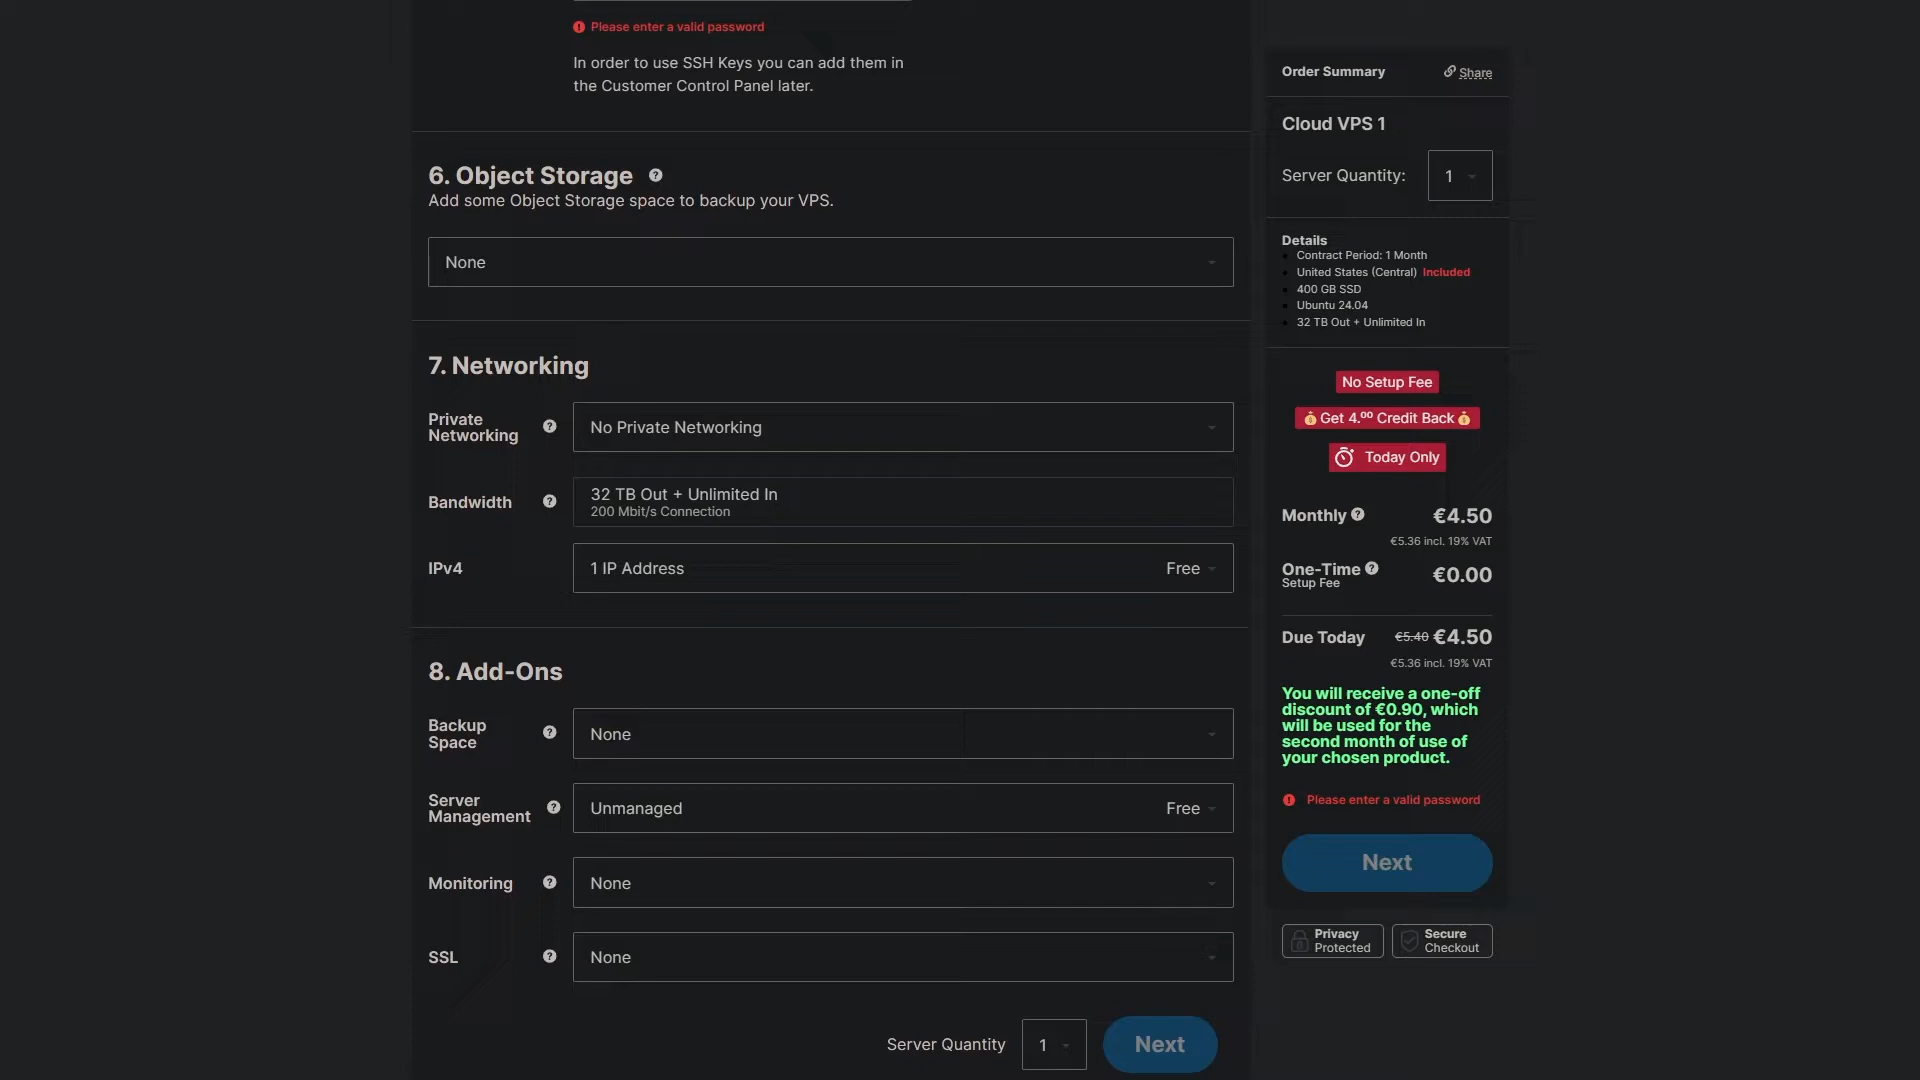 Please enter a valid password
In order to use SSH Keys you can add them in
the Customer Control Panel later.
6. Object Storage
Add some Object Storage space to backup your VPS.
None
7. Networking
Private
Networking
No Private Networking
Bandwidth
32 TB Out + Unlimited In
200 Mbit/s Connection
IPv4
1 IP Address
Free
8. Add-Ons
Backup
Space
None
Server
Management
Unmanaged
Free
Monitoring
None
SSL
None
Server Quantity
1
Next
Order Summary
Share
Cloud VPS 1
Server Quantity:
1
Details
Contract Period: 1 Month
United States (Central) Included
400 GB SSD
Ubuntu 24.04
32 TB Out + Unlimited In
No Setup Fee
Get 4.⁰⁰ Credit Back
Today Only
Monthly
€4.50
€5.36 incl. 19% VAT
One-Time
Setup Fee
€0.00
Due Today
€5.40 €4.50
€5.36 incl. 19% VAT
You will receive a one-off
discount of €0.90, which
will be used for the
second month of use of
your chosen product.
Please enter a valid password
Next
Privacy
Protected
Secure
Checkout